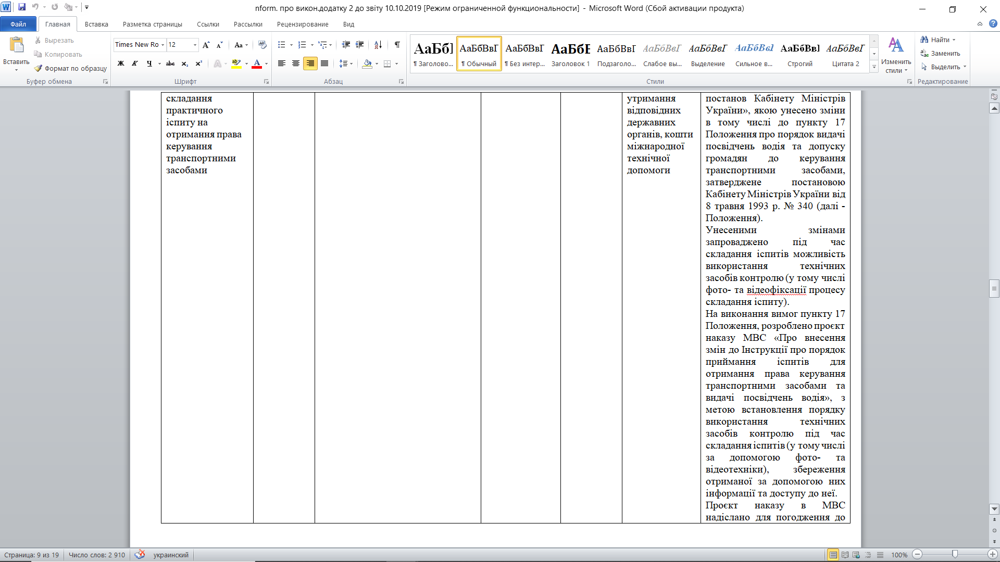 nform. про викон.додатку 2 до звіту 10.10.2019 [Режим ограниченной функциональности] - Microsoft Word (Сбой активации продукта)
Файл Главная Вставка Разметка страницы Ссылки Рассылки Рецензирование Вид
Вставить
Вырезать
Копировать
Формат по образцу
Буфер обмена
Times New Ro 12
Шрифт
Абзац
АаБбІ АаБбВвГ АаБбВвГ АаБбЕ АаБбВвГ АаБбВвГ АаБбВвГ АаБбВвІ АаБбВвІ АаБбВвГ
¶ Заголово... ¶ Обычный ¶ Без интер... Заголовок 1 Подзаголо... Слабое вы... Выделение Сильное в... Строгий Цитата 2
Стили
Изменить
стили
Найти
Заменить
Выделить
Редактирование
складання
практичного
іспиту на
отримання права
керування
транспортними
засобами
утримання
відповідних
державних
органів, кошти
міжнародної
технічної
допомоги
постанов Кабінету Міністрів
України», якою унесено зміни
в тому числі до пункту 17
Положення про порядок видачі
посвідчень водія та допуску
громадян до керування
транспортними засобами,
затверджене постановою
Кабінету Міністрів України від
8 травня 1993 р. № 340 (далі -
Положення).
Унесеними змінами
запроваджено під час
складання іспитів можливість
використання технічних
засобів контролю (у тому числі
фото- та відеофіксації процесу
складання іспиту).
На виконання вимог пункту 17
Положення, розроблено проєкт
наказу МВС «Про внесення
змін до Інструкції про порядок
приймання іспитів для
отримання права керування
транспортними засобами та
видачі посвідчень водія», з
метою встановлення порядку
використання технічних
засобів контролю під час
складання іспитів (у тому числі
за допомогою фото- та
відеотехніки), збереження
отриманої за допомогою них
інформації та доступу до неї.
Проєкт наказу в МВС
надіслано для погодження до
Страница: 9 из 19 Число слов: 2 910 украинский 100%